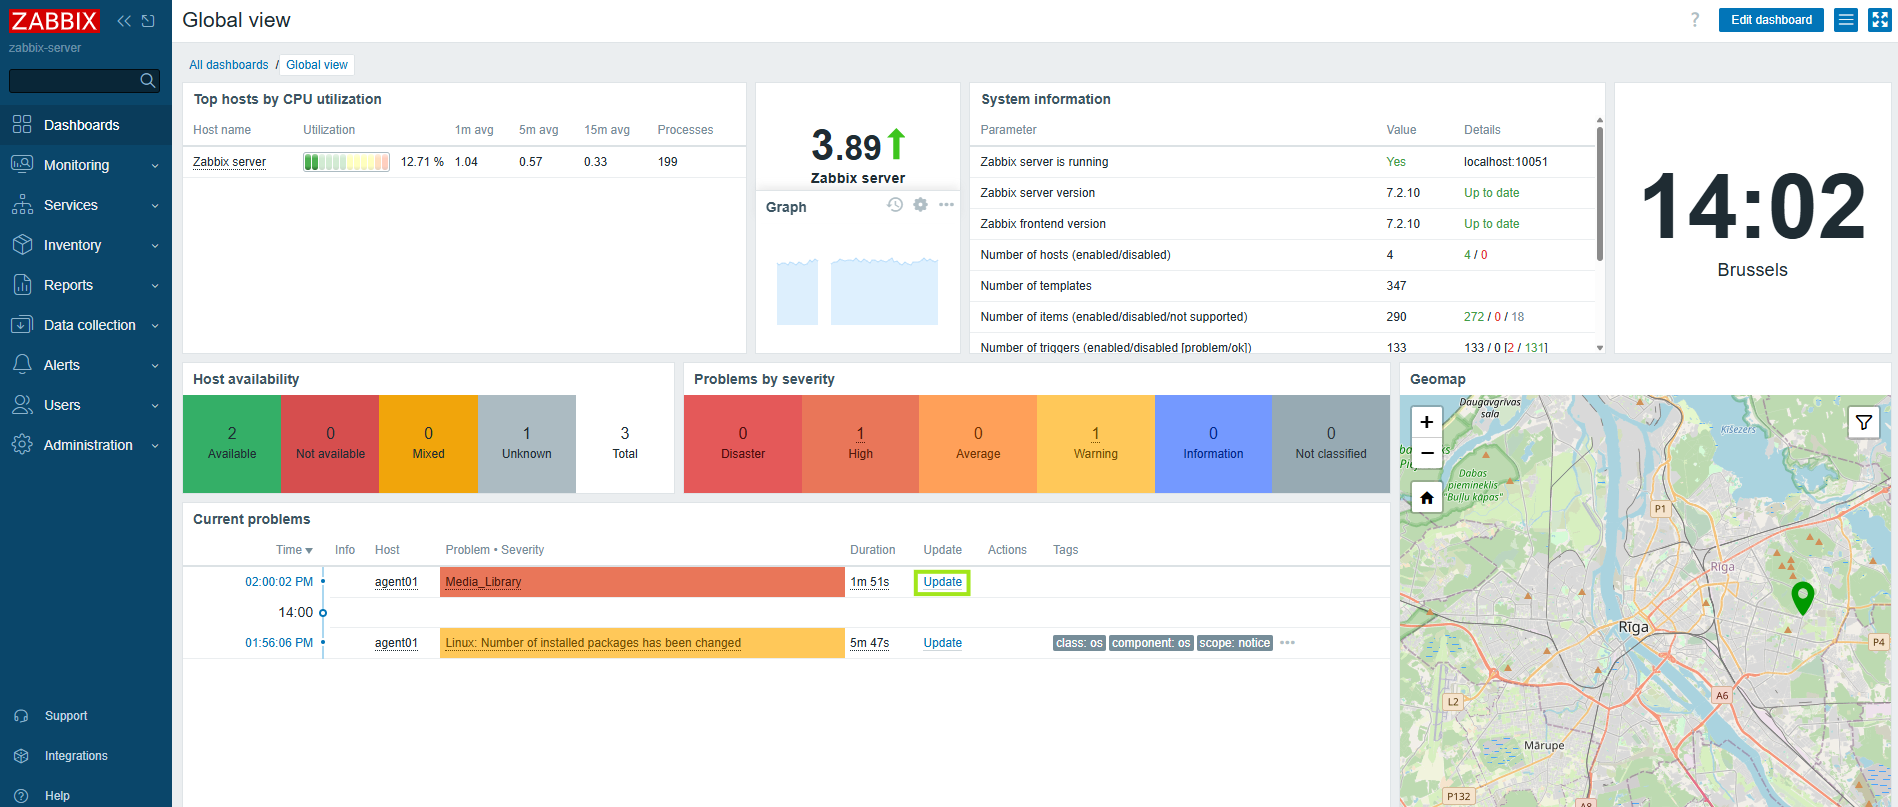 ZABBIX
zabbix-server
Dashboards
Monitoring
Services
Inventory
Reports
Data collection
Alerts
Users
Administration
Support
Integrations
Help
Global view
? Edit dashboard
All dashboards / Global view
Top hosts by CPU utilization
Host name Utilization 1m avg 5m avg 15m avg Processes
Zabbix server 12.71 % 1.04 0.57 0.33 199
3.89
Zabbix server
Graph
System information
Parameter Value Details
Zabbix server is running Yes localhost:10051
Zabbix server version 7.2.10 Up to date
Zabbix frontend version 7.2.10 Up to date
Number of hosts (enabled/disabled) 4 4 / 0
Number of templates 347
Number of items (enabled/disabled/not supported) 290 272 / 0 / 18
Number of triggers (enabled/disabled [problem/ok]) 133 133 / 0 [2 / 131]
14:02
Brussels
Host availability
2 0 0 1 3
Available Not available Mixed Unknown Total
Problems by severity
0 1 0 1 0 0
Disaster High Average Warning Information Not classified
Current problems
Time Info Host Problem • Severity Duration Update Actions Tags
02:00:02 PM agent01 Media_Library 1m 51s Update
14:00
01:56:06 PM agent01 Linux: Number of installed packages has been changed 5m 47s Update class: os component: os scope: notice
Geomap
+
−
Daugavgrīvas
sala
Ķīšezers
Dabas
piemineklis
"Buļļu kāpas"
P1
Rīga
Rīga
P4
A6
L2
Mārupe
P132
A8